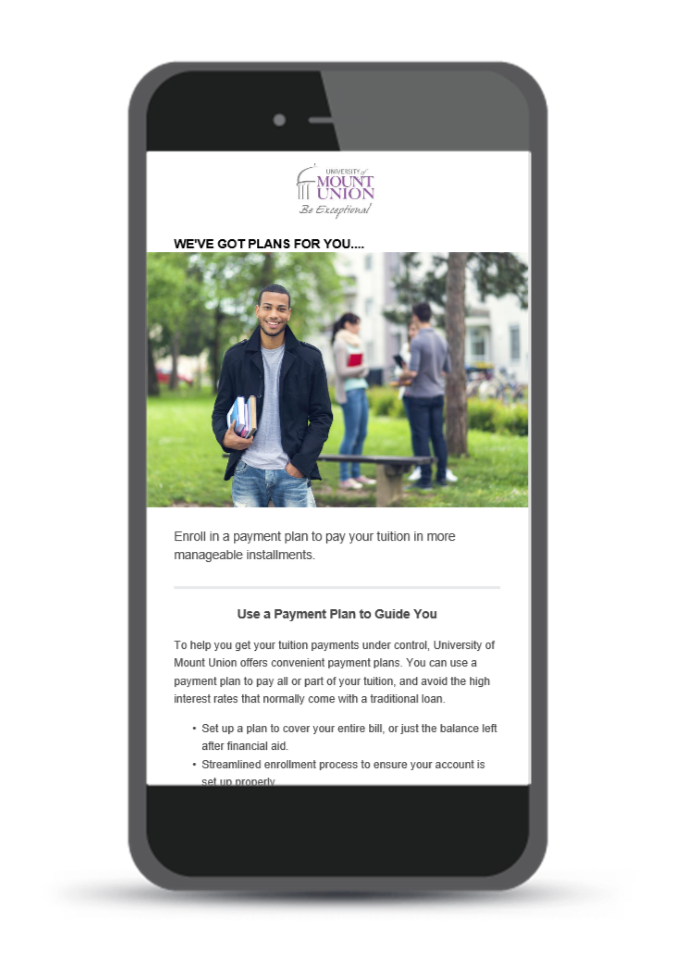 UNIVERSITY of
MOUNT
UNION
Be Exceptional
WE'VE GOT PLANS FOR YOU....
Enroll in a payment plan to pay your tuition in more
manageable installments.
Use a Payment Plan to Guide You
To help you get your tuition payments under control, University of
Mount Union offers convenient payment plans. You can use a
payment plan to pay all or part of your tuition, and avoid the high
interest rates that normally come with a traditional loan.
• Set up a plan to cover your entire bill, or just the balance left
after financial aid.
• Streamlined enrollment process to ensure your account is
set up properly